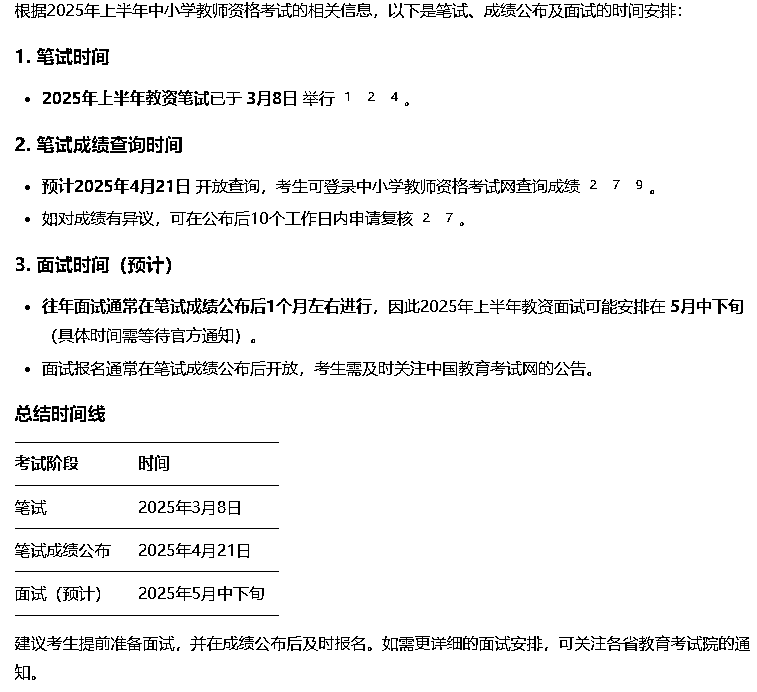 根据2025年上半年中小学教师资格考试的相关信息，以下是笔试、成绩公布及面试的时间安排：
1. 笔试时间
• 2025年上半年教资笔试已于 3月8日 举行 1 2 4 。
2. 笔试成绩查询时间
• 预计2025年4月21日 开放查询，考生可登录中小学教师资格考试网查询成绩 2 7 9 。
• 如对成绩有异议，可在公布后10个工作日内申请复核 2 7 。
3. 面试时间（预计）
• 往年面试通常在笔试成绩公布后1个月左右进行，因此2025年上半年教资面试可能安排在 5月中下旬
（具体时间需等待官方通知）。
• 面试报名通常在笔试成绩公布后开放，考生需及时关注中国教育考试网的公告。
总结时间线
考试阶段 时间
笔试 2025年3月8日
笔试成绩公布 2025年4月21日
面试（预计） 2025年5月中下旬
建议考生提前准备面试，并在成绩公布后及时报名。如需更详细的面试安排，可关注各省教育考试院的通
知。